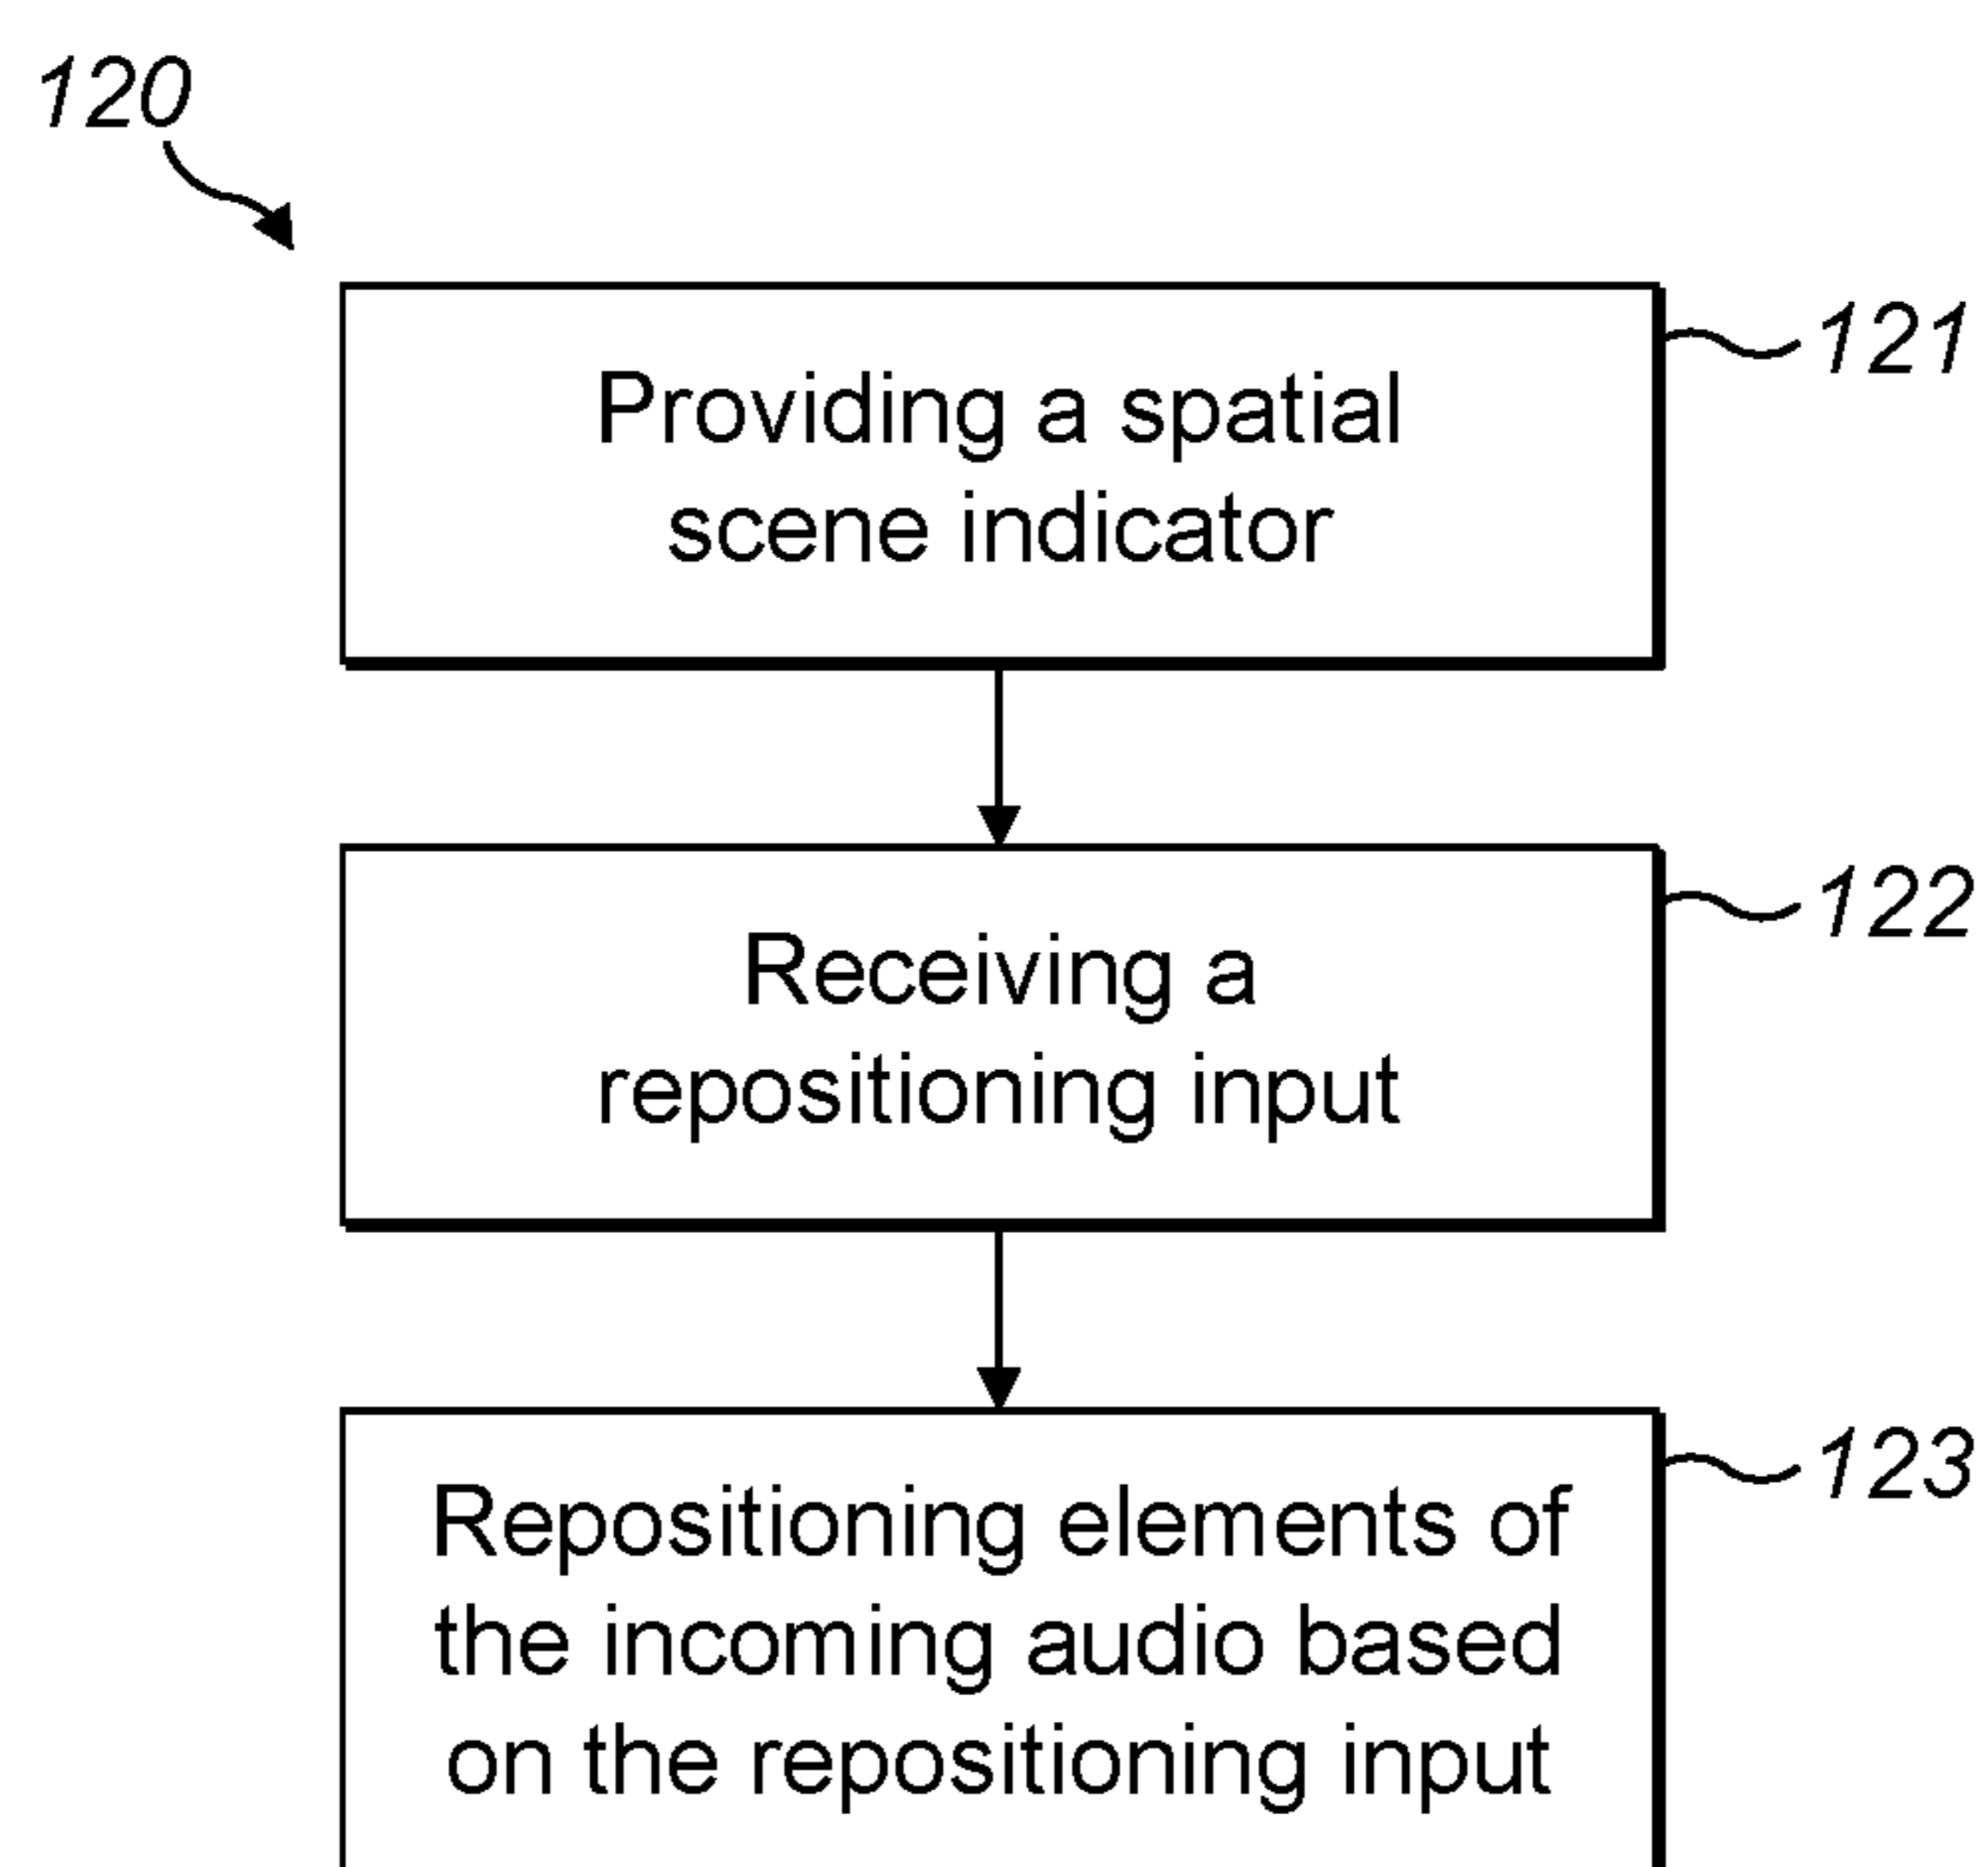 120
Providing a spatial
scene indicator
121
Receiving a
repositioning input
122
Repositioning elements of
the incoming audio based
on the repositioning input
123